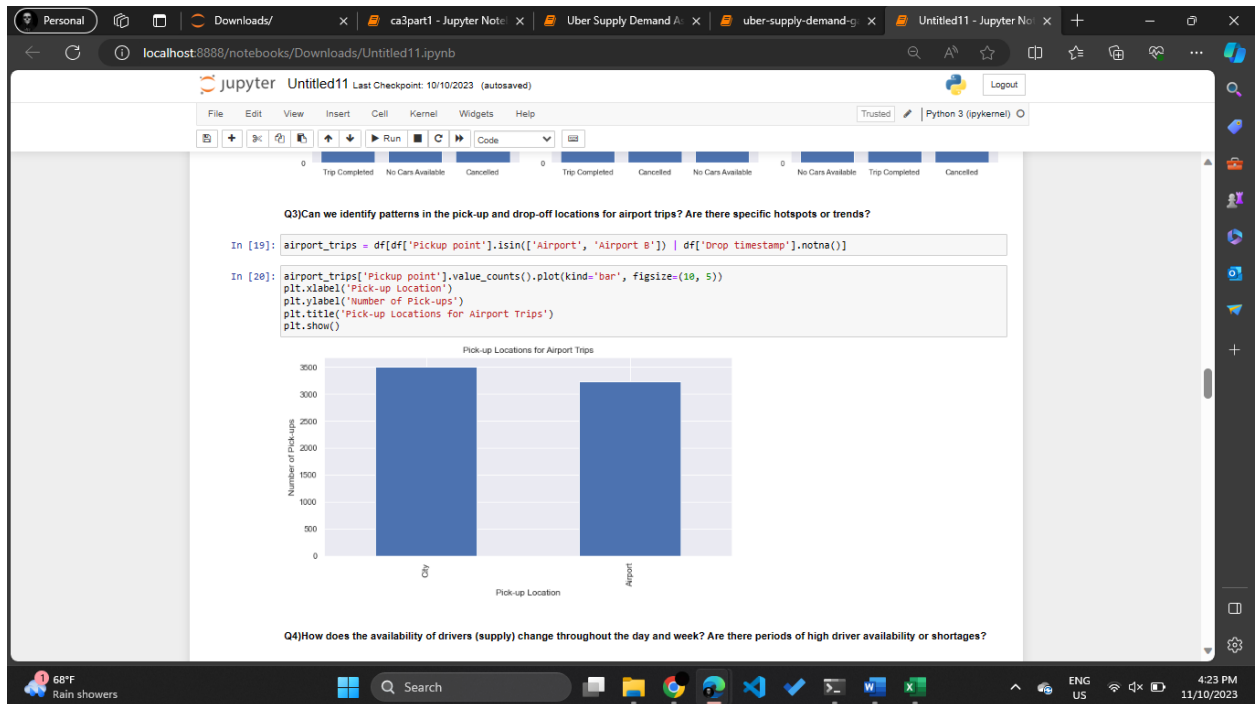 Personal
Downloads/
ca3part1 - Jupyter Note
Uber Supply Demand As
uber-supply-demand-g
Untitled11 - Jupyter No
localhost:8888/notebooks/Downloads/Untitled11.ipynb
jupyter Untitled11 Last Checkpoint: 10/10/2023 (autosaved)
Logout
File Edit View Insert Cell Kernel Widgets Help
Trusted Python 3 (ipykernel)
Run Code
0 0 0
Trip Completed No Cars Available Cancelled Trip Completed Cancelled No Cars Available No Cars Available Trip Completed Cancelled
Q3)Can we identify patterns in the pick-up and drop-off locations for airport trips? Are there specific hotspots or trends?
In [19]: airport_trips = df[df['Pickup point'].isin(['Airport', 'Airport B']) | df['Drop timestamp'].notna()]
In [20]: airport_trips['Pickup point'].value_counts().plot(kind='bar', figsize=(10, 5))
plt.xlabel('Pick-up Location')
plt.ylabel('Number of Pick-ups')
plt.title('Pick-up Locations for Airport Trips')
plt.show()
Pick-up Locations for Airport Trips
3500
3000
2500
2000
1500
1000
500
0
Number of Pick-ups
City
Airport
Pick-up Location
Q4)How does the availability of drivers (supply) change throughout the day and week? Are there periods of high driver availability or shortages?
1
68°F
Rain showers
Search
ENG
US
4:23 PM
11/10/2023